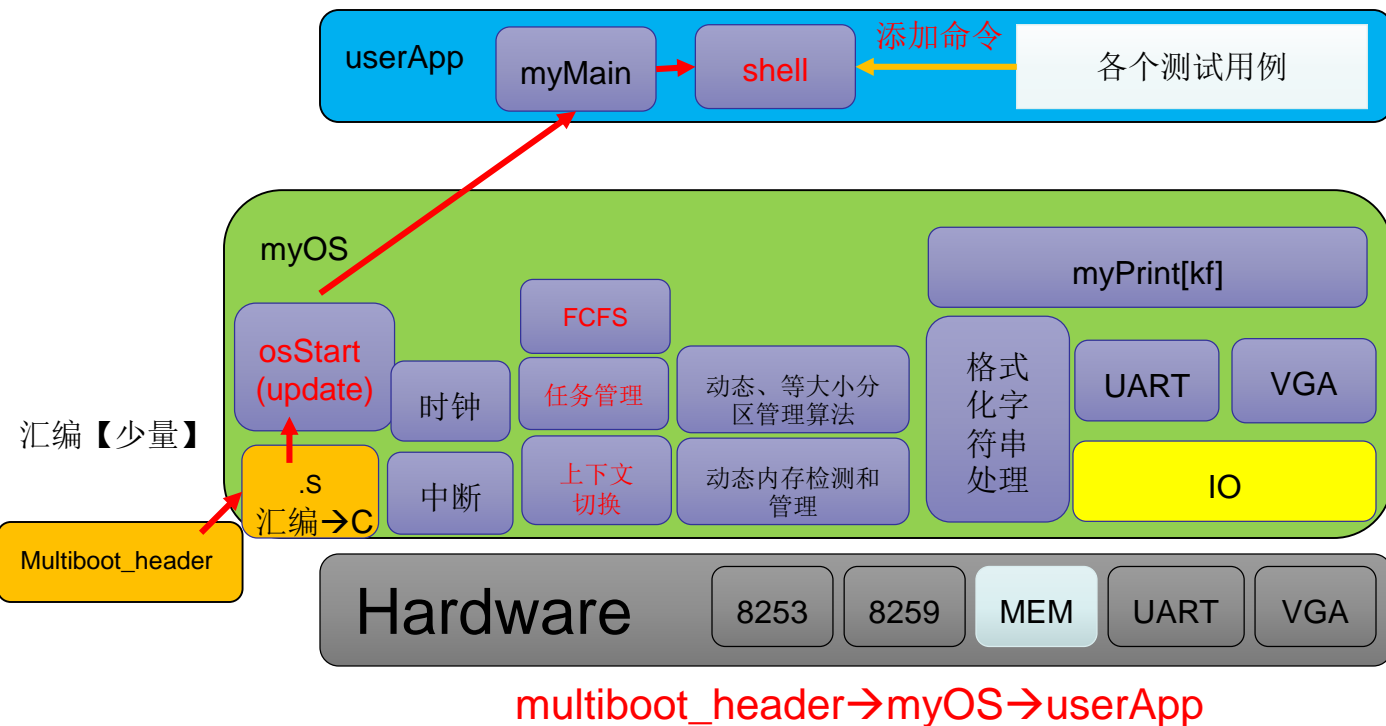 userApp
myMain
shell
添加命令
各个测试用例
myOS
myPrint[kf]
FCFS
osStart
(update)
时钟
任务管理
动态、等大小分
区管理算法
格式
化字
符串
处理
UART
VGA
汇编【少量】
.S
汇编→C
中断
上下文
切换
动态内存检测和
管理
IO
Multiboot_header
Hardware
8253
8259
MEM
UART
VGA
multiboot_header→myOS→userApp